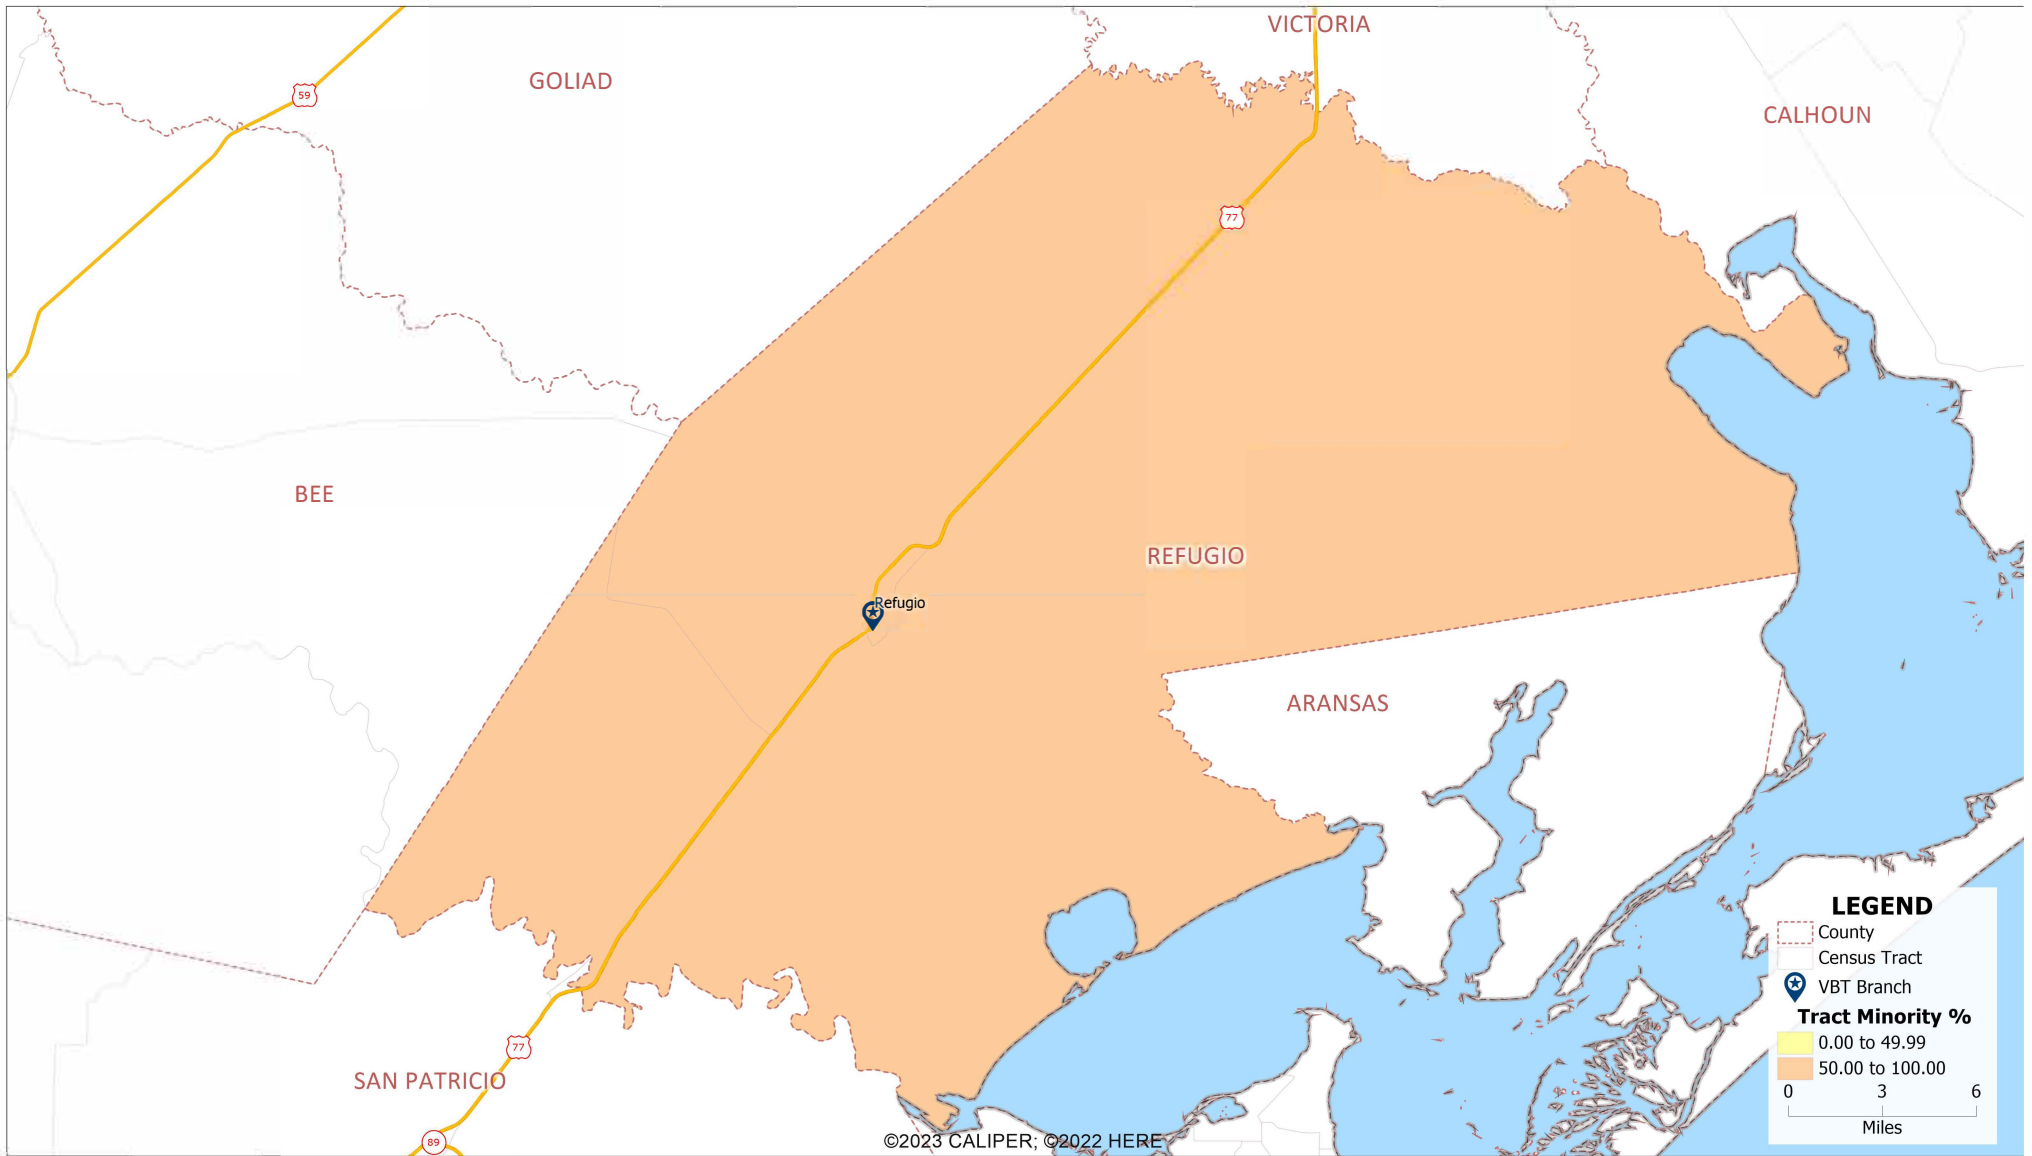 VICTORIA
GOLIAD
59
CALHOUN
77
BEE
REFUGIO
Refugio
ARANSAS
LEGEND
County
Census Tract
VBT Branch
Tract Minority %
0.00 to 49.99
50.00 to 100.00
0 3 6
Miles
77
SAN PATRICIO
89
©2023 CALIPER; ©2022 HERE